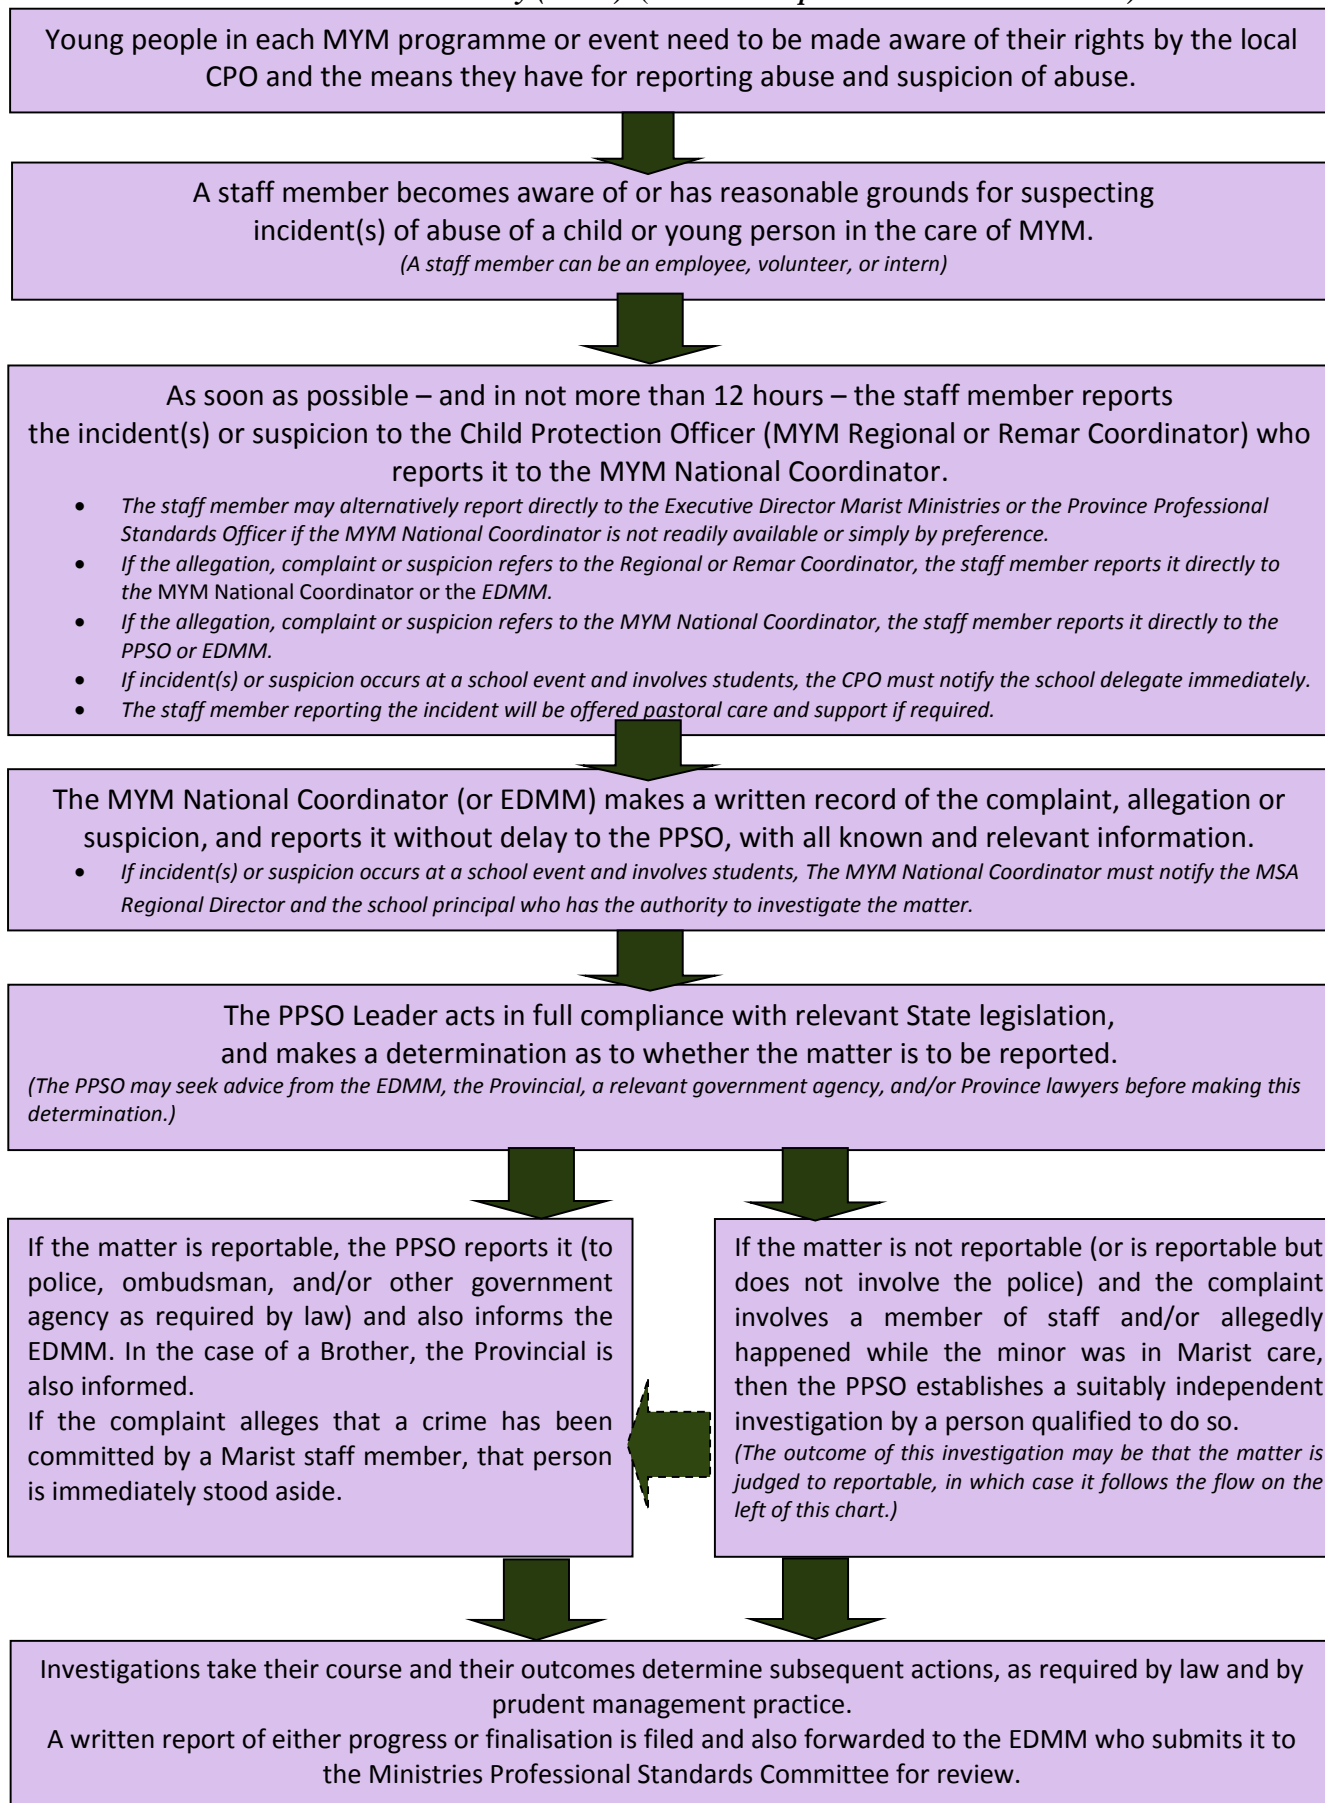 Young people in each MYM programme or event need to be made aware of their rights by the local
CPO and the means they have for reporting abuse and suspicion of abuse.
A staff member becomes aware of or has reasonable grounds for suspecting
incident(s) of abuse of a child or young person in the care of MYM.
(A staff member can be an employee, volunteer, or intern)
As soon as possible – and in not more than 12 hours – the staff member reports
the incident(s) or suspicion to the Child Protection Officer (MYM Regional or Remar Coordinator) who
reports it to the MYM National Coordinator.
• The staff member may alternatively report directly to the Executive Director Marist Ministries or the Province Professional
Standards Officer if the MYM National Coordinator is not readily available or simply by preference.
• If the allegation, complaint or suspicion refers to the Regional or Remar Coordinator, the staff member reports it directly to
the MYM National Coordinator or the EDMM.
• If the allegation, complaint or suspicion refers to the MYM National Coordinator, the staff member reports it directly to the
PPSO or EDMM.
• If incident(s) or suspicion occurs at a school event and involves students, the CPO must notify the school delegate immediately.
• The staff member reporting the incident will be offered pastoral care and support if required.
The MYM National Coordinator (or EDMM) makes a written record of the complaint, allegation or
suspicion, and reports it without delay to the PPSO, with all known and relevant information.
• If incident(s) or suspicion occurs at a school event and involves students, The MYM National Coordinator must notify the MSA
Regional Director and the school principal who has the authority to investigate the matter.
The PPSO Leader acts in full compliance with relevant State legislation,
and makes a determination as to whether the matter is to be reported.
(The PPSO may seek advice from the EDMM, the Provincial, a relevant government agency, and/or Province lawyers before making this
determination.)
If the matter is reportable, the PPSO reports it (to
police, ombudsman, and/or other government
agency as required by law) and also informs the
EDMM. In the case of a Brother, the Provincial is
also informed.
If the complaint alleges that a crime has been
committed by a Marist staff member, that person
is immediately stood aside.
If the matter is not reportable (or is reportable but
does not involve the police) and the complaint
involves a member of staff and/or allegedly
happened while the minor was in Marist care,
then the PPSO establishes a suitably independent
investigation by a person qualified to do so.
(The outcome of this investigation may be that the matter is
judged to reportable, in which case it follows the flow on the
left of this chart.)
Investigations take their course and their outcomes determine subsequent actions, as required by law and by
prudent management practice.
A written report of either progress or finalisation is filed and also forwarded to the EDMM who submits it to
the Ministries Professional Standards Committee for review.